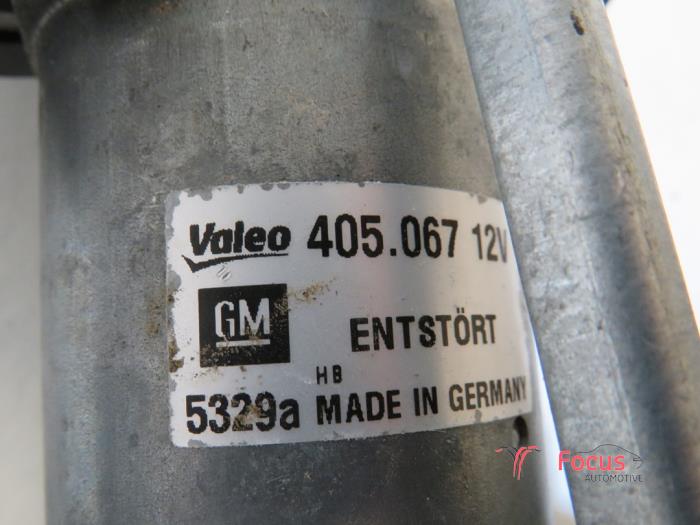 Valeo 405.067 12V
GM
ENTSTÖRT
HB
5329a MADE IN GERMANY
Focus
AUTOMOTIVE